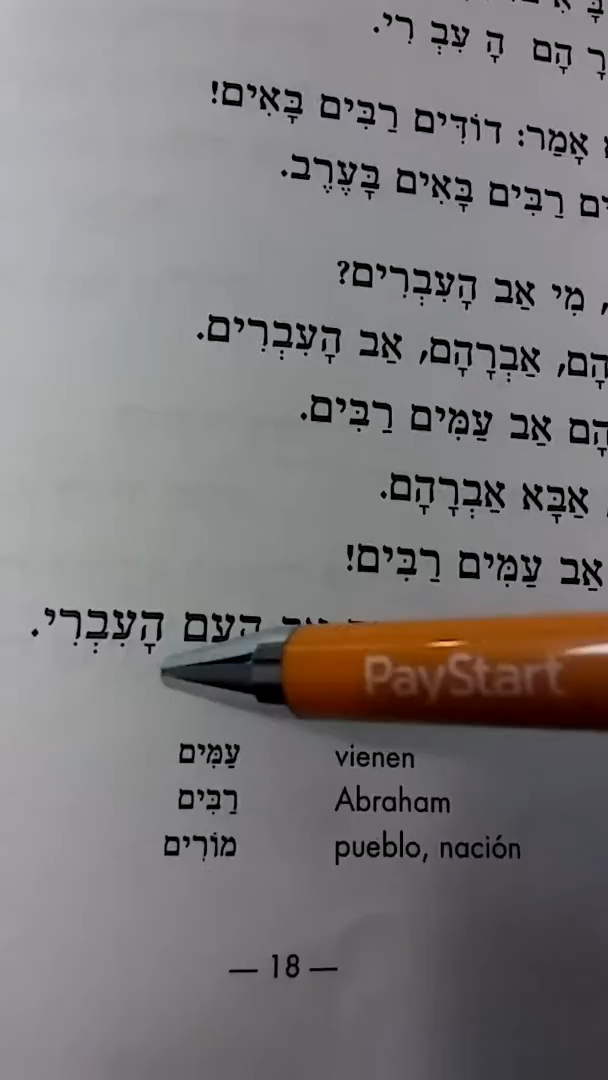 הָ עִבְ רִי.
אָמַר: דוֹדִים רַבִּים בָּאִים!
רַבִּים בָּאִים בָּעֶרֶב.
מִי אַב הָעִבְרִים?
אַבְרָהָם, אַב הָעִבְרִים.
אַב עַמִּים רַבִּים.
אַבָּא אַבְרָהָם.
אַב עַמִּים רַבִּים!
הָעִבְרִי.
PayStart
עַמִּים vienen
רַבִּים Abraham
מוֹרִים pueblo, nación
— 18 —